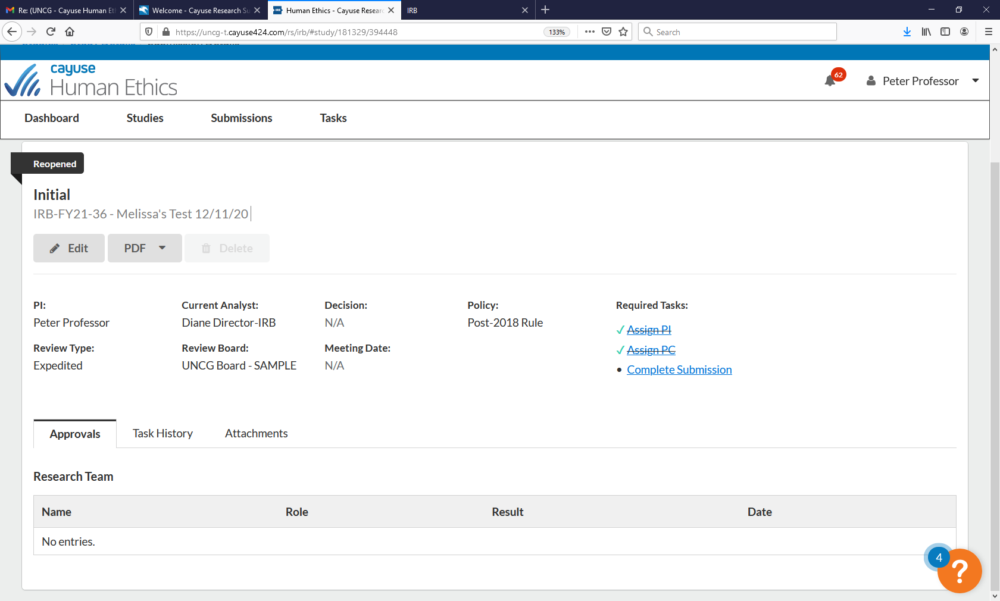 Re: (UNCG - Cayuse Human Et
Welcome - Cayuse Research Su
Human Ethics - Cayuse Researc
IRB
https://uncg-t.cayuse424.com/rs/irb/#study/181329/394448
133%
Search
cayuse
Human Ethics
62
Peter Professor
Dashboard
Studies
Submissions
Tasks
Reopened
Initial
IRB-FY21-36 - Melissa's Test 12/11/20
Edit
PDF
Delete
PI:
Peter Professor
Current Analyst:
Diane Director-IRB
Decision:
N/A
Policy:
Post-2018 Rule
Required Tasks:
Assign PI
Assign PC
Complete Submission
Review Type:
Expedited
Review Board:
UNCG Board - SAMPLE
Meeting Date:
N/A
Approvals
Task History
Attachments
Research Team
Name
Role
Result
Date
No entries.
4
?